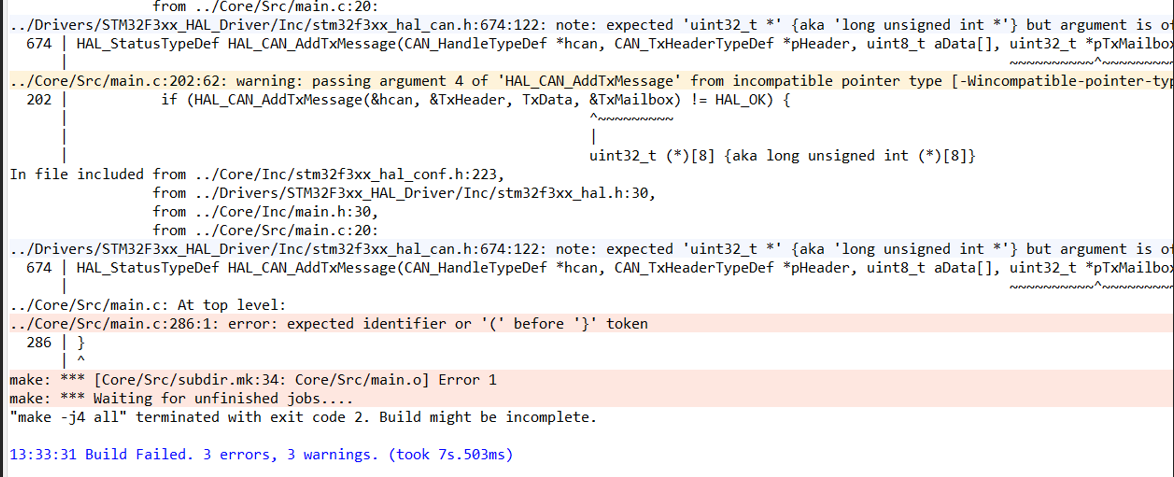 from ../Core/Src/main.c:20:
../Drivers/STM32F3xx_HAL_Driver/Inc/stm32f3xx_hal_can.h:674:122: note: expected 'uint32_t *' {aka 'long unsigned int *'} but argument is of
674 | HAL_StatusTypeDef HAL_CAN_AddTxMessage(CAN_HandleTypeDef *hcan, CAN_TxHeaderTypeDef *pHeader, uint8_t aData[], uint32_t *pTxMailbox
| ~~~~~~~~~~^~~~~~~~~
../Core/Src/main.c:202:62: warning: passing argument 4 of 'HAL_CAN_AddTxMessage' from incompatible pointer type [-Wincompatible-pointer-typ
202 | if (HAL_CAN_AddTxMessage(&hcan, &TxHeader, TxData, &TxMailbox) != HAL_OK) {
| ^~~~~~~~~~
| |
| uint32_t (*)[8] {aka long unsigned int (*)[8]}
In file included from ../Core/Inc/stm32f3xx_hal_conf.h:223,
from ../Drivers/STM32F3xx_HAL_Driver/Inc/stm32f3xx_hal.h:30,
from ../Core/Inc/main.h:30,
from ../Core/Src/main.c:20:
../Drivers/STM32F3xx_HAL_Driver/Inc/stm32f3xx_hal_can.h:674:122: note: expected 'uint32_t *' {aka 'long unsigned int *'} but argument is of
674 | HAL_StatusTypeDef HAL_CAN_AddTxMessage(CAN_HandleTypeDef *hcan, CAN_TxHeaderTypeDef *pHeader, uint8_t aData[], uint32_t *pTxMailbox
| ~~~~~~~~~~^~~~~~~~~
../Core/Src/main.c: At top level:
../Core/Src/main.c:286:1: error: expected identifier or '(' before '}' token
286 | }
| ^
make: *** [Core/Src/subdir.mk:34: Core/Src/main.o] Error 1
make: *** Waiting for unfinished jobs....
"make -j4 all" terminated with exit code 2. Build might be incomplete.
13:33:31 Build Failed. 3 errors, 3 warnings. (took 7s.503ms)